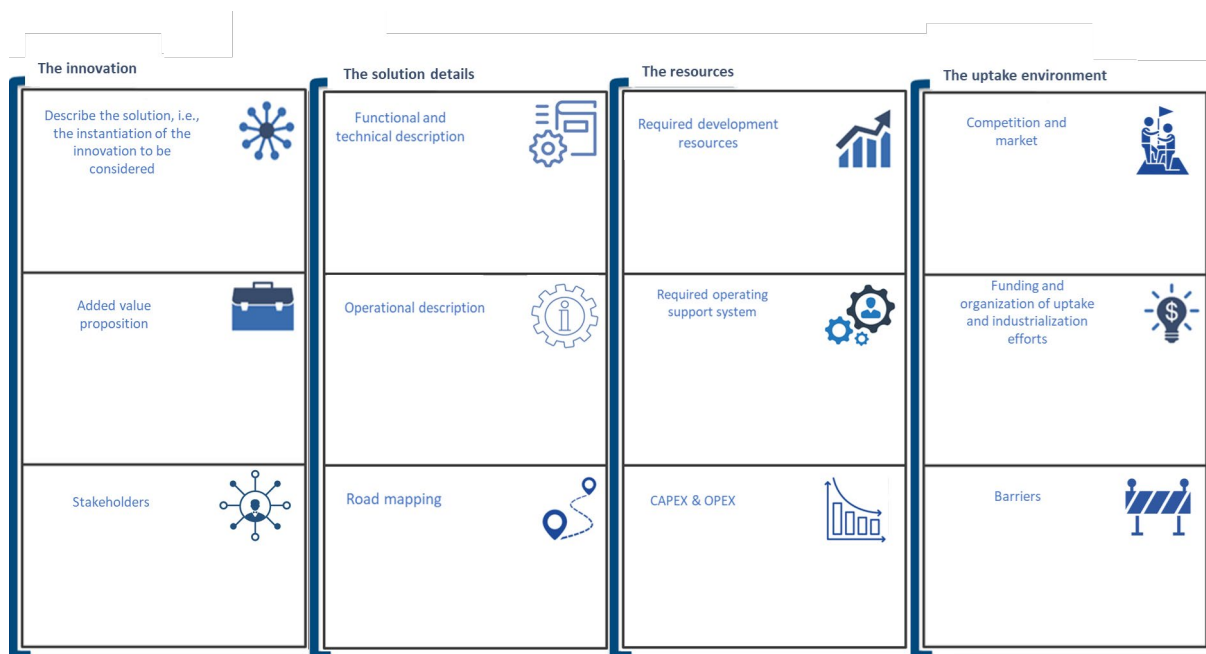 The innovation
Describe the solution, i.e.,
the instantiation of the
innovation to be
considered
Added value
proposition
Stakeholders
The solution details
Functional and
technical description
Operational description
Road mapping
The resources
Required development
resources
Required operating
support system
CAPEX & OPEX
The uptake environment
Competition and
market
Funding and
organization of uptake
and industrialization
efforts
Barriers